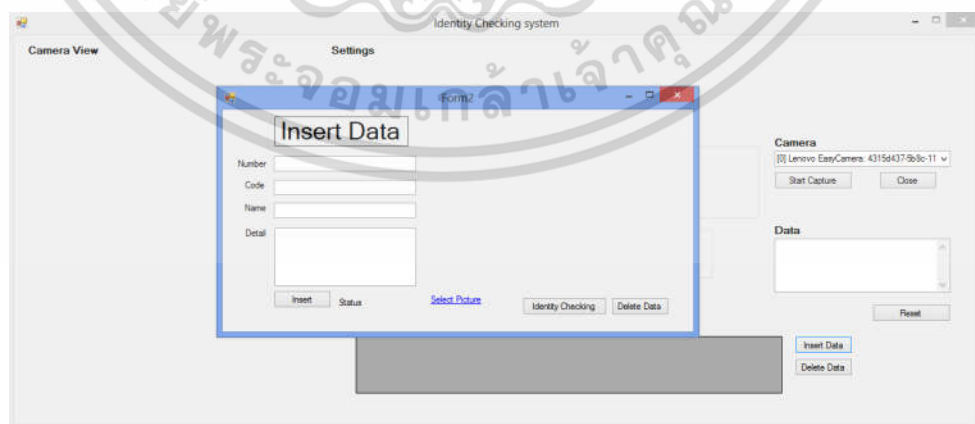 Identity Checking system
Camera View
Settings
Form2
Insert Data
Number
Code
Name
Detail
Insert
Status
Select Picture
Identity Checking
Delete Data
Camera
[0] Lenovo EasyCamera: 4315d437-5b8c-11
Start Capture
Close
Data
Reset
Insert Data
Delete Data